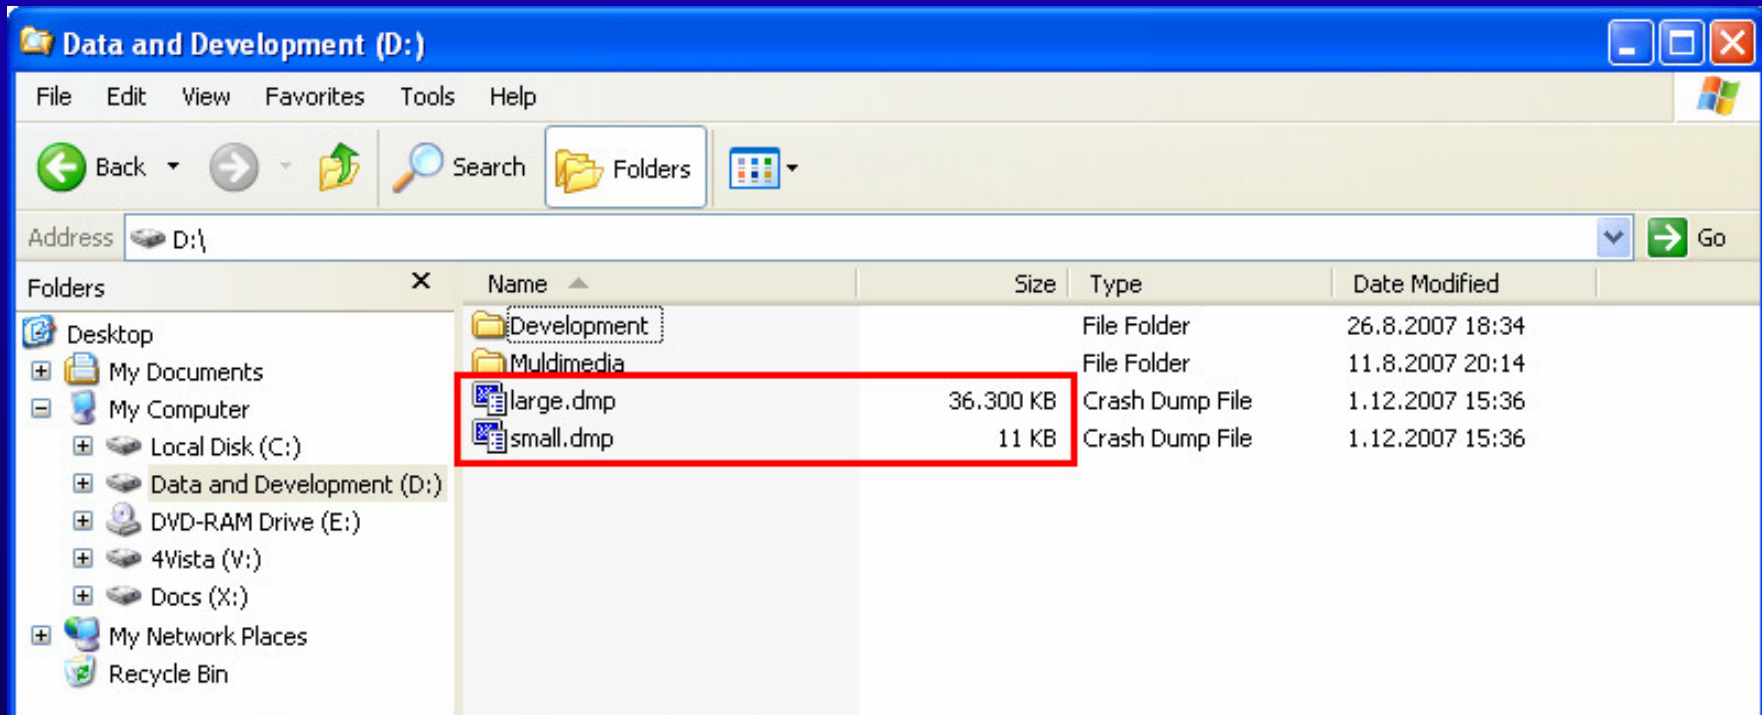 Data and Development (D:)
File Edit View Favorites Tools Help
Back Search Folders
Address D:\ Go
Folders
Name Size Type Date Modified
Desktop
My Documents
My Computer
Local Disk (C:)
Data and Development (D:)
DVD-RAM Drive (E:)
4Vista (V:)
Docs (X:)
My Network Places
Recycle Bin
Development File Folder 26.8.2007 18:34
Muldimedia File Folder 11.8.2007 20:14
large.dmp 36.300 KB Crash Dump File 1.12.2007 15:36
small.dmp 11 KB Crash Dump File 1.12.2007 15:36